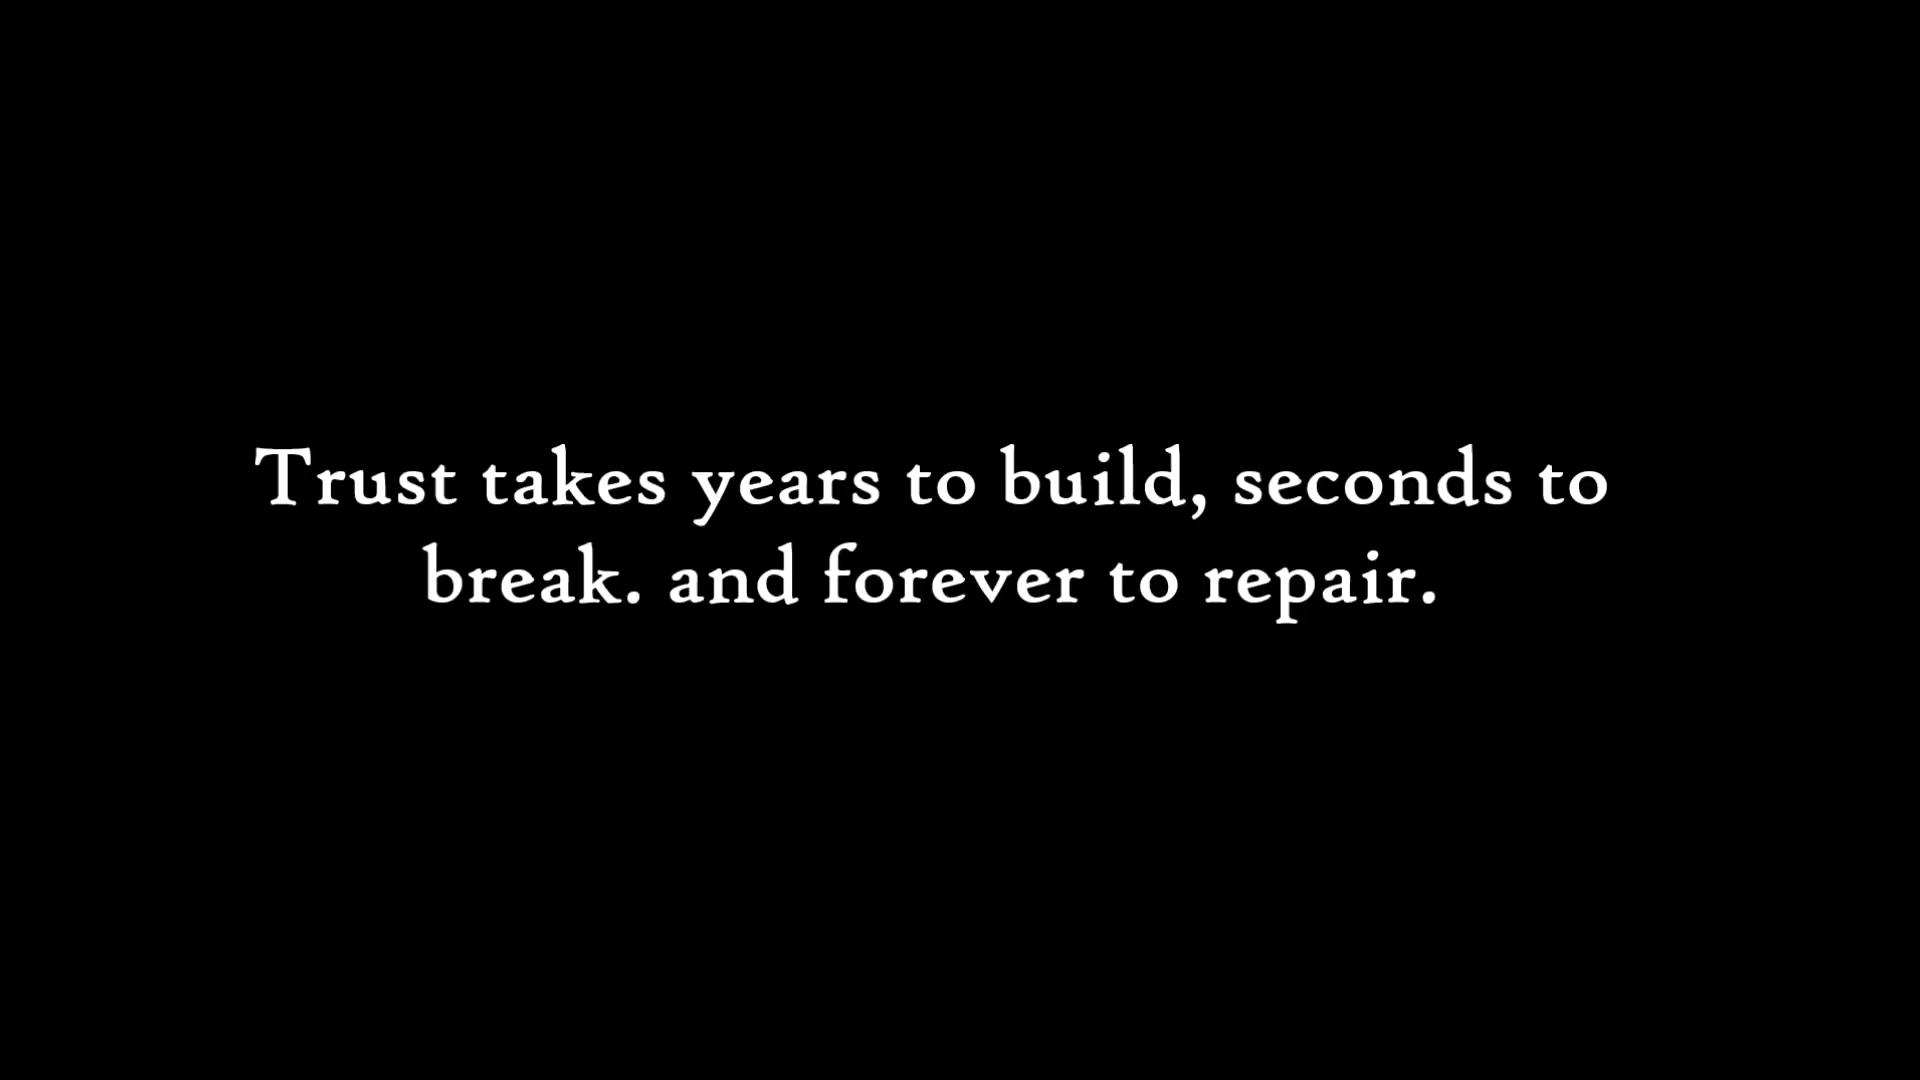 Trust takes years to build, seconds to
break. and forever to repair.